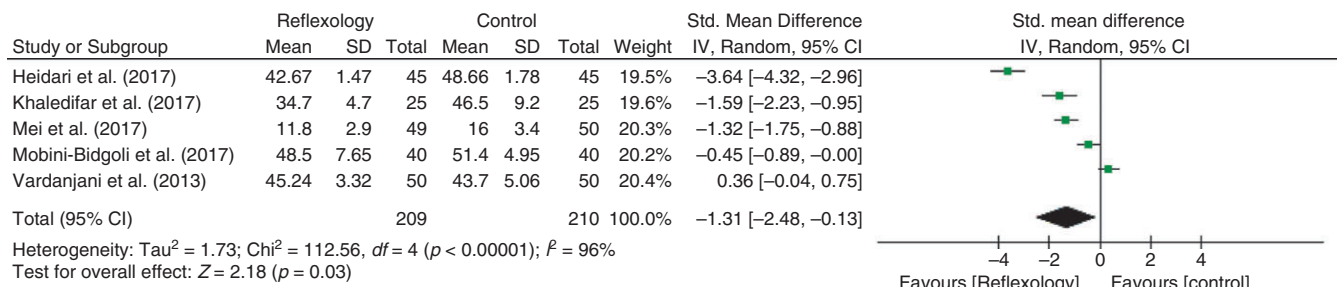 Reflexology Control Std. Mean Difference Std. mean difference
Study or Subgroup Mean SD Total Mean SD Total Weight IV, Random, 95% CI IV, Random, 95% CI
Heidari et al. (2017) 42.67 1.47 45 48.66 1.78 45 19.5% −3.64 [−4.32, −2.96]
Khaledifar et al. (2017) 34.7 4.7 25 46.5 9.2 25 19.6% −1.59 [−2.23, −0.95]
Mei et al. (2017) 11.8 2.9 49 16 3.4 50 20.3% −1.32 [−1.75, −0.88]
Mobini-Bidgoli et al. (2017) 48.5 7.65 40 51.4 4.95 40 20.2% −0.45 [−0.89, −0.00]
Vardanjani et al. (2013) 45.24 3.32 50 43.7 5.06 50 20.4% 0.36 [−0.04, 0.75]
Total (95% CI) 209 210 100.0% −1.31 [−2.48, −0.13]
Heterogeneity: Tau² = 1.73; Chi² = 112.56, df = 4 (p < 0.00001); I² = 96%
Test for overall effect: Z = 2.18 (p = 0.03)
−4 −2 0 2 4
Favours [Reflexology] Favours [control]